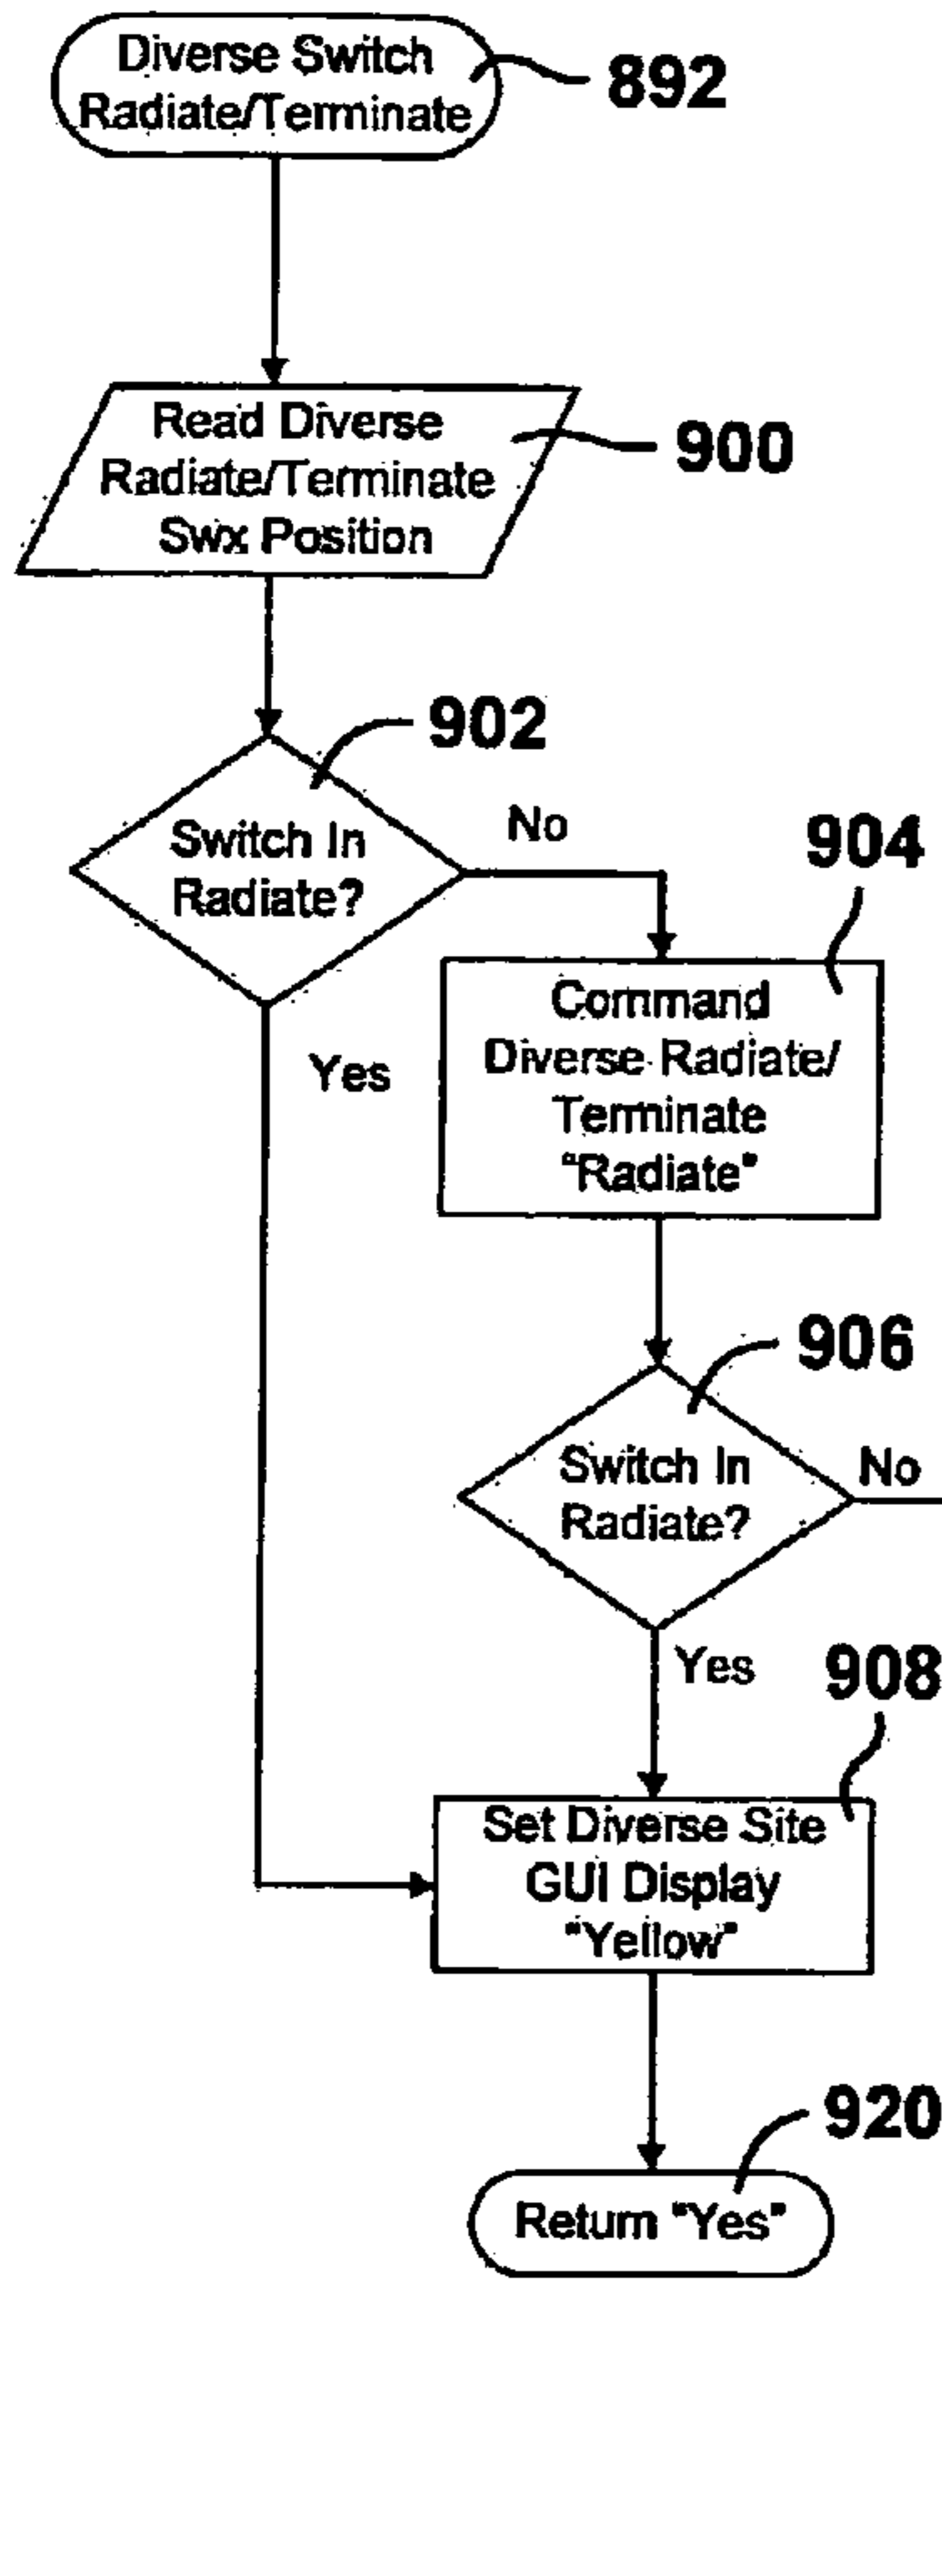 Diverse Switch
Radiate/Terminate
892
Read Diverse
Radiate/Terminate
Swx Position
900
902
Switch In
Radiate?
No
904
Yes
Command
Diverse Radiate/
Terminate
"Radiate"
906
Switch In
Radiate?
No
Yes
908
Set Diverse Site
GUI Display
"Yellow"
920
Return "Yes"